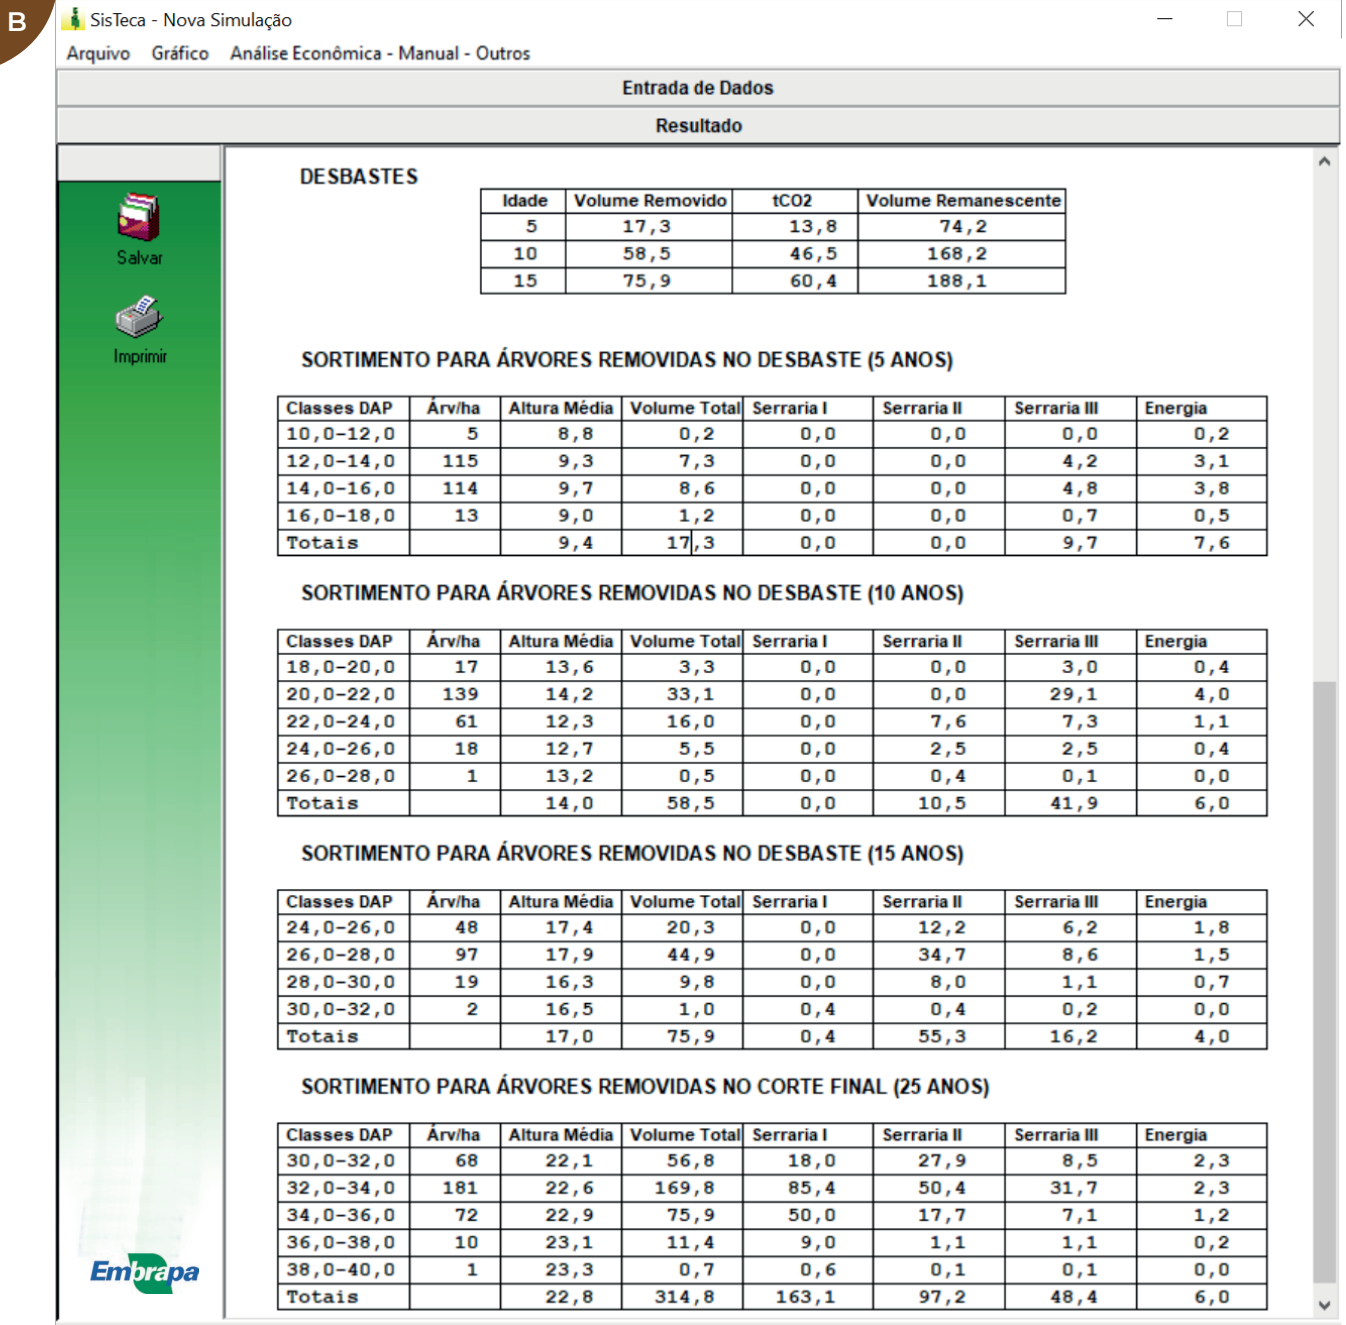 B
SisTeca - Nova Simulação
Arquivo Gráfico Análise Econômica - Manual - Outros
Entrada de Dados
Resultado
Salvar
Imprimir
DESBASTES
Idade Volume Removido tCO2 Volume Remanescente
5 17,3 13,8 74,2
10 58,5 46,5 168,2
15 75,9 60,4 188,1
SORTIMENTO PARA ÁRVORES REMOVIDAS NO DESBASTE (5 ANOS)
Classes DAP Árv/ha Altura Média Volume Total Serraria I Serraria II Serraria III Energia
10,0-12,0 5 8,8 0,2 0,0 0,0 0,0 0,2
12,0-14,0 115 9,3 7,3 0,0 0,0 4,2 3,1
14,0-16,0 114 9,7 8,6 0,0 0,0 4,8 3,8
16,0-18,0 13 9,0 1,2 0,0 0,0 0,7 0,5
Totais 9,4 17,3 0,0 0,0 9,7 7,6
SORTIMENTO PARA ÁRVORES REMOVIDAS NO DESBASTE (10 ANOS)
Classes DAP Árv/ha Altura Média Volume Total Serraria I Serraria II Serraria III Energia
18,0-20,0 17 13,6 3,3 0,0 0,0 3,0 0,4
20,0-22,0 139 14,2 33,1 0,0 0,0 29,1 4,0
22,0-24,0 61 12,3 16,0 0,0 7,6 7,3 1,1
24,0-26,0 18 12,7 5,5 0,0 2,5 2,5 0,4
26,0-28,0 1 13,2 0,5 0,0 0,4 0,1 0,0
Totais 14,0 58,5 0,0 10,5 41,9 6,0
SORTIMENTO PARA ÁRVORES REMOVIDAS NO DESBASTE (15 ANOS)
Classes DAP Árv/ha Altura Média Volume Total Serraria I Serraria II Serraria III Energia
24,0-26,0 48 17,4 20,3 0,0 12,2 6,2 1,8
26,0-28,0 97 17,9 44,9 0,0 34,7 8,6 1,5
28,0-30,0 19 16,3 9,8 0,0 8,0 1,1 0,7
30,0-32,0 2 16,5 1,0 0,4 0,4 0,2 0,0
Totais 17,0 75,9 0,4 55,3 16,2 4,0
SORTIMENTO PARA ÁRVORES REMOVIDAS NO CORTE FINAL (25 ANOS)
Classes DAP Árv/ha Altura Média Volume Total Serraria I Serraria II Serraria III Energia
30,0-32,0 68 22,1 56,8 18,0 27,9 8,5 2,3
32,0-34,0 181 22,6 169,8 85,4 50,4 31,7 2,3
34,0-36,0 72 22,9 75,9 50,0 17,7 7,1 1,2
36,0-38,0 10 23,1 11,4 9,0 1,1 1,1 0,2
38,0-40,0 1 23,3 0,7 0,6 0,1 0,1 0,0
Totais 22,8 314,8 163,1 97,2 48,4 6,0
Embrapa